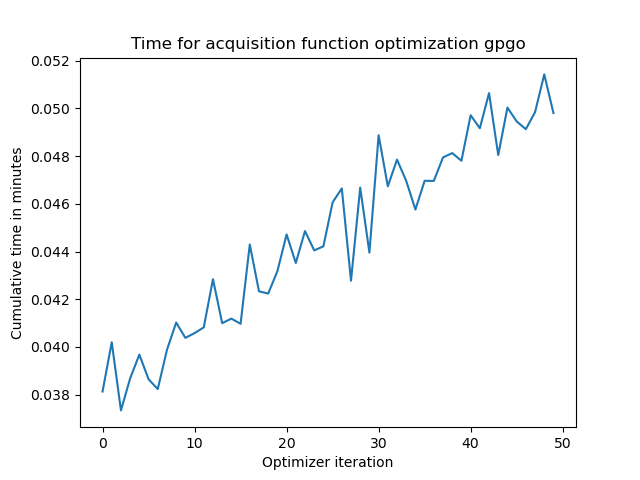 Time for acquisition function optimization gpgo
Cumulative time in minutes
0.052
0.050
0.048
0.046
0.044
0.042
0.040
0.038
0 10 20 30 40 50
Optimizer iteration